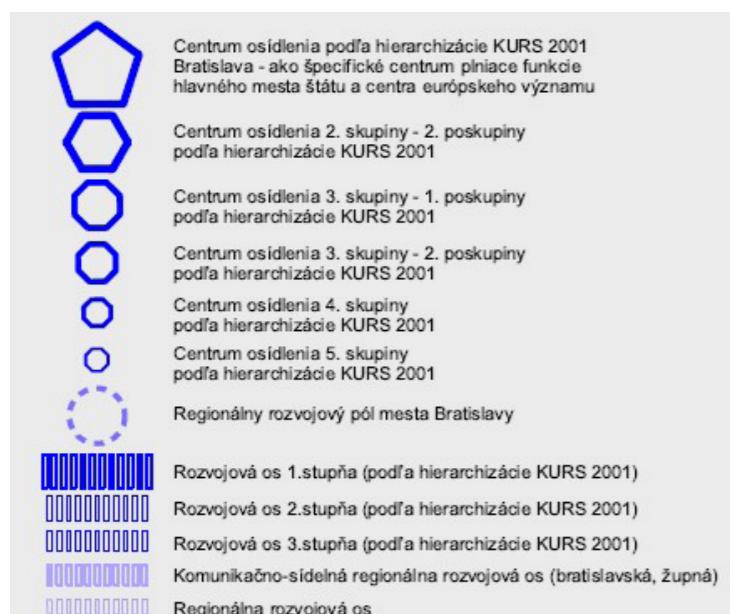 Centrum osídlenia podľa hierarchizácie KURS 2001
Bratislava - ako špecifické centrum plniace funkcie
hlavného mesta štátu a centra európskeho významu
Centrum osídlenia 2. skupiny - 2. poskupiny
podľa hierarchizácie KURS 2001
Centrum osídlenia 3. skupiny - 1. poskupiny
podľa hierarchizácie KURS 2001
Centrum osídlenia 3. skupiny - 2. poskupiny
podľa hierarchizácie KURS 2001
Centrum osídlenia 4. skupiny
podľa hierarchizácie KURS 2001
Centrum osídlenia 5. skupiny
podľa hierarchizácie KURS 2001
Regionálny rozvojový pól mesta Bratislavy
Rozvojová os 1.stupňa (podľa hierarchizácie KURS 2001)
Rozvojová os 2.stupňa (podľa hierarchizácie KURS 2001)
Rozvojová os 3.stupňa (podľa hierarchizácie KURS 2001)
Komunikačno-sídelná regionálna rozvojová os (bratislavská, župná)
Regionálna rozvojová os